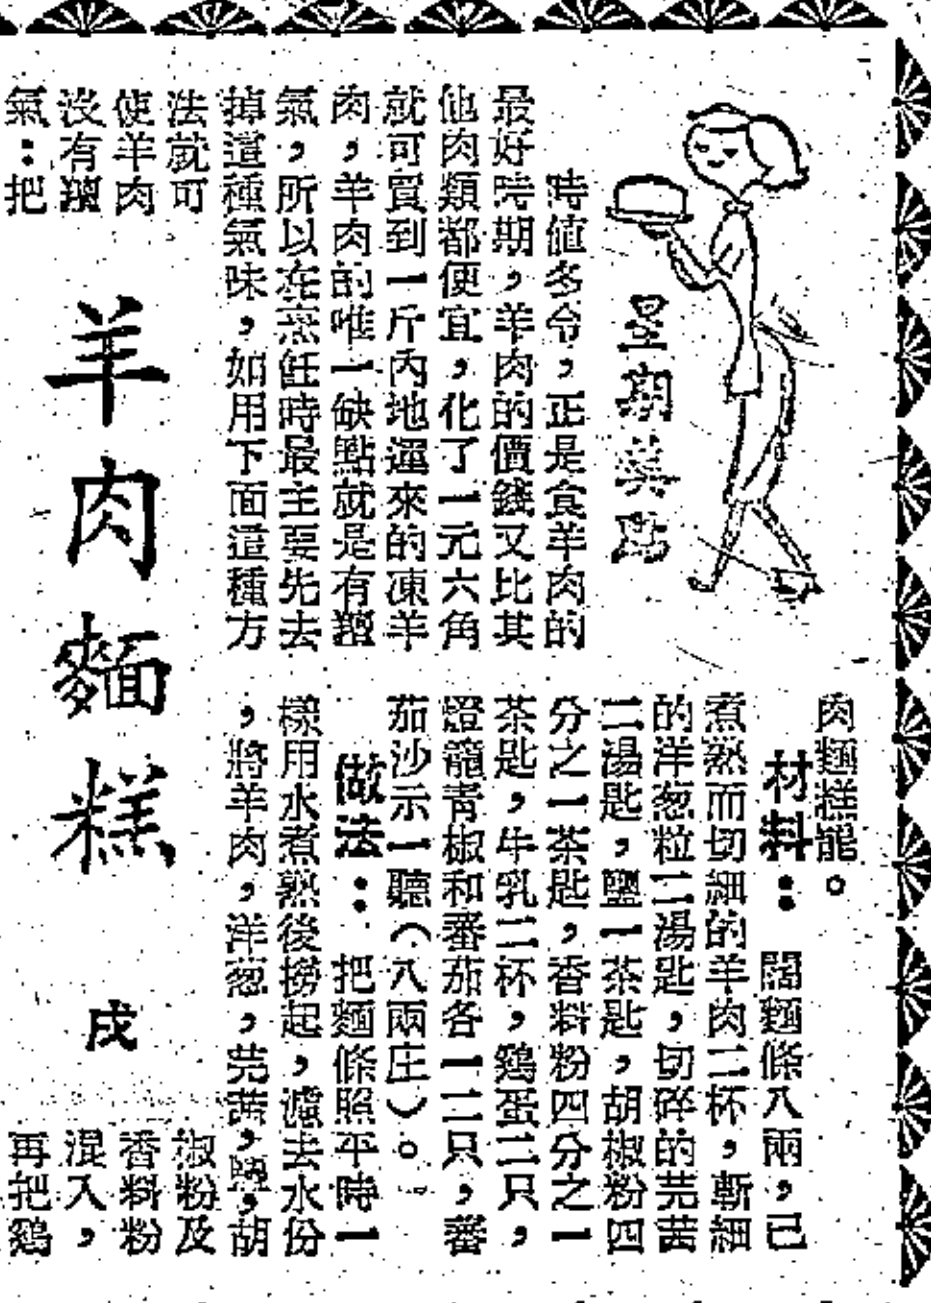 星期美點
羊肉麵糕
戌
時值多令，正是食羊肉的
最好時期，羊肉的價錢又比其
他肉類都便宜，化了一元六角
就可買到一斤內地運來的凍羊
肉，羊肉的唯一缺點就是有羶
氣，所以在烹飪時最主要先去
掉這種氣味，如用下面這種方
法就可
使羊肉
沒有羶
氣：把
肉麵糕罷。
材料：闊麵條八兩，已
煮熟而切細的羊肉二杯，斬細
的洋葱粒二湯匙，切碎的芫茜
二湯匙，鹽一茶匙，胡椒粉四
分之一茶匙，香料粉四分之一
茶匙，牛乳二杯，鷄蛋二只，
燈籠青椒和蕃茄各一二只，蕃
茄沙示一聽（八兩庄）。
做法：把麵條照平時一
樣用水煮熟後撈起，濾去水份
，將羊肉，洋葱，芫茜，鹽，胡
椒粉及
香料粉
混入，
再把鷄